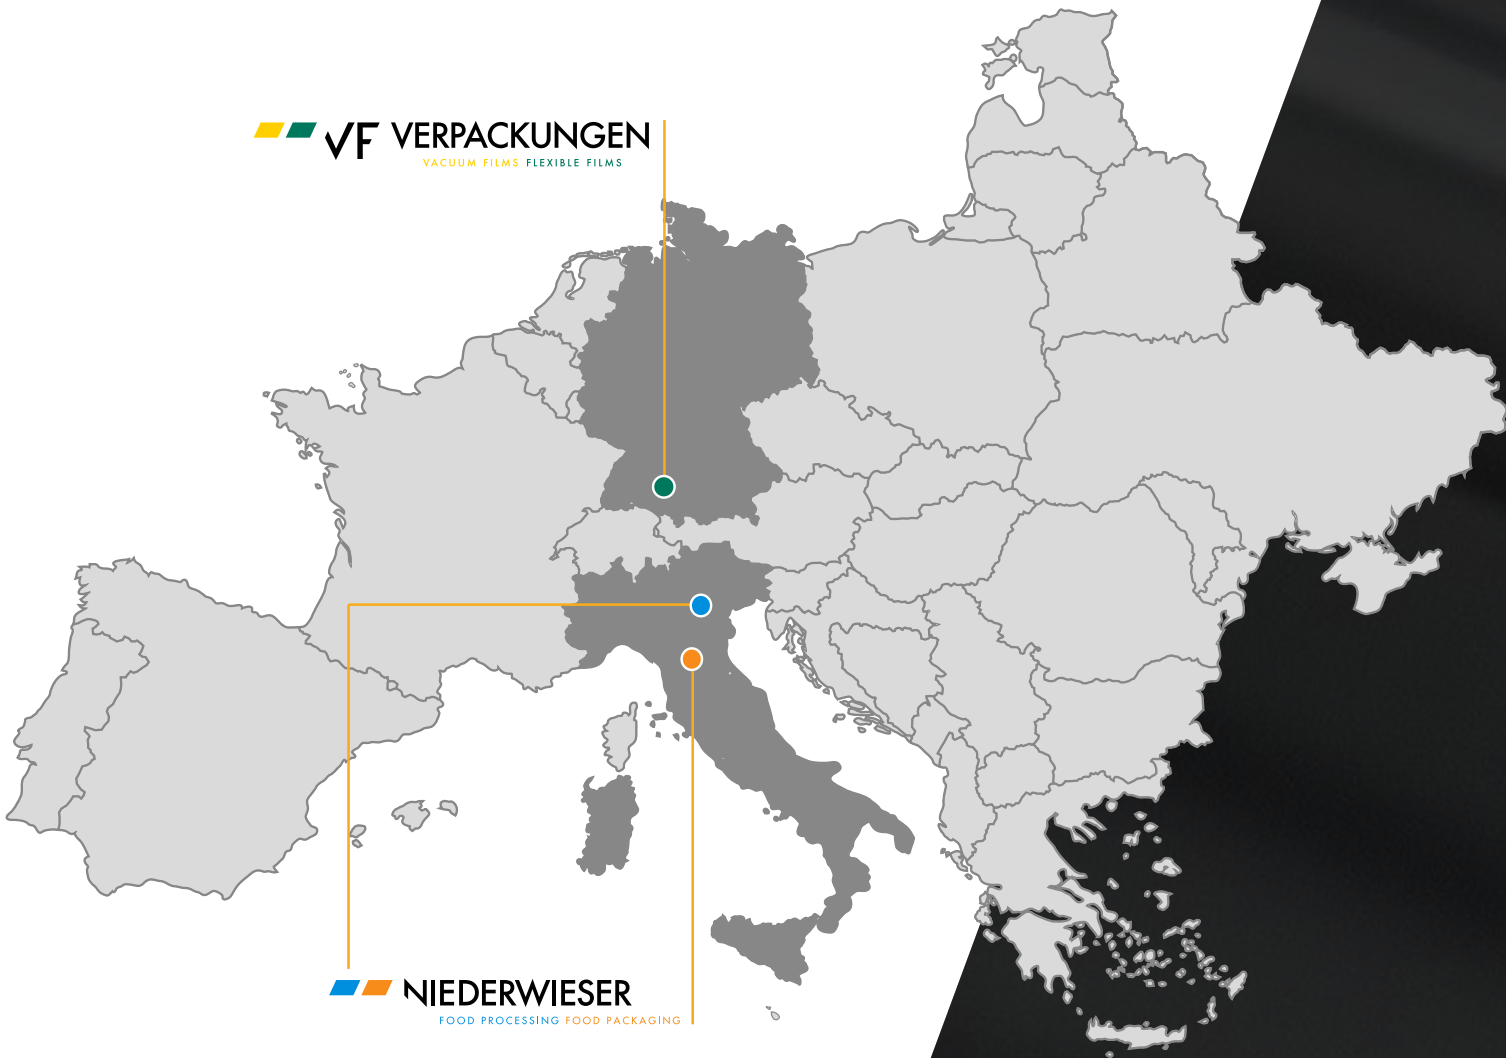 VF VERPACKUNGEN
VACUUM FILMS FLEXIBLE FILMS
NIEDERWIESER
FOOD PROCESSING FOOD PACKAGING